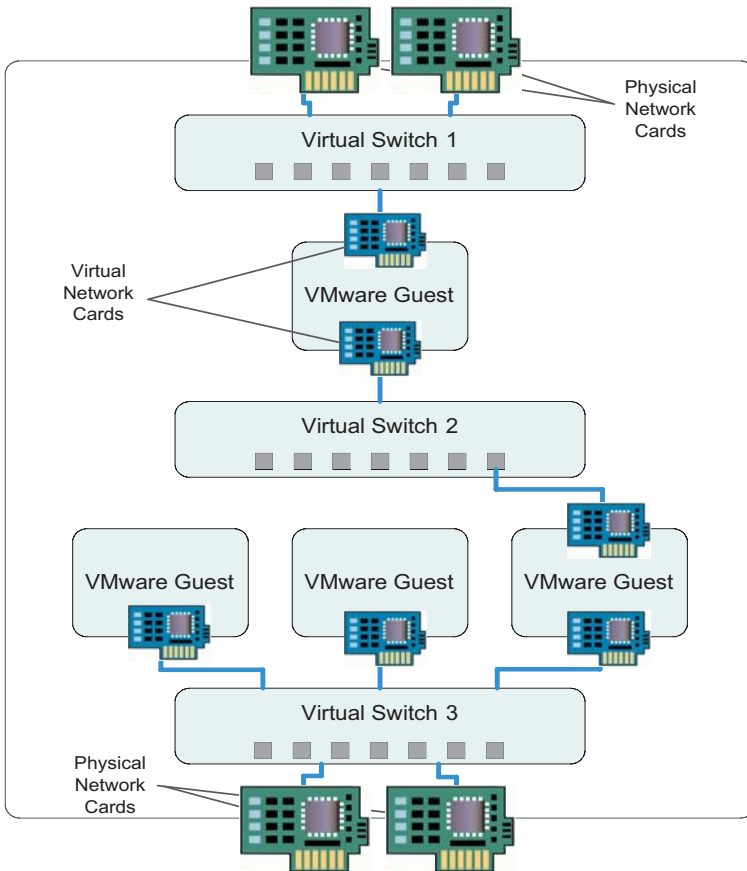 Physical
Network
Cards
Virtual Switch 1
Virtual
Network
Cards
VMware Guest
Virtual Switch 2
VMware Guest
VMware Guest
VMware Guest
Virtual Switch 3
Physical
Network
Cards